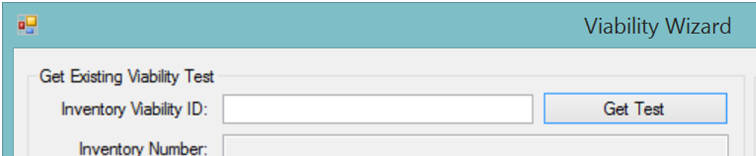 Viability Wizard
Get Existing Viability Test
Inventory Viability ID:
Get Test
Inventory Number: